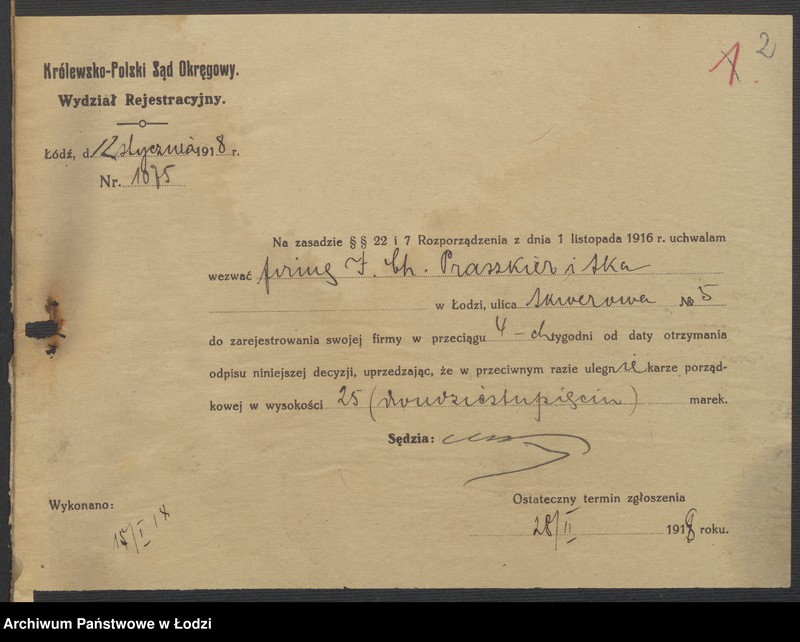 1 2
Królewsko-Polski Sąd Okręgowy.
Wydział Rejestracyjny.
Łódź, d. 12 stycznia 1918 r.
Nr. 1075
Na zasadzie § § 22 i 7 Rozporządzenia z dnia 1 listopada 1916 r. uchwalam
wezwać firmę I. Ch. Praszkier i Ska
w Łodzi, ulica Skwerowa № 5
do zarejestrowania swojej firmy w przeciągu 4-ch tygodni od daty otrzymania
odpisu niniejszej decyzji, uprzedzając, że w przeciwnym razie ulegnie karze porząd-
kowej w wysokości 25 (dwudziestupięciu) marek.
Sędzia:
Wykonano:
Ostateczny termin zgłoszenia
15/I 18
28/II 1918 roku.
Archiwum Państwowe w Łodzi